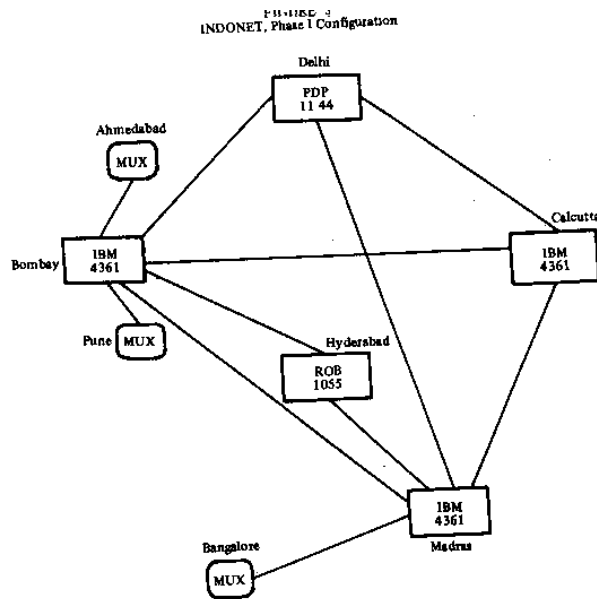 INDONET, Phase I Configuration
Delhi
PDP
11 44
Ahmedabad
MUX
Calcutta
Bombay
IBM
4361
IBM
4361
Pune
MUX
Hyderabad
ROB
1055
IBM
4361
Madras
Bangalore
MUX